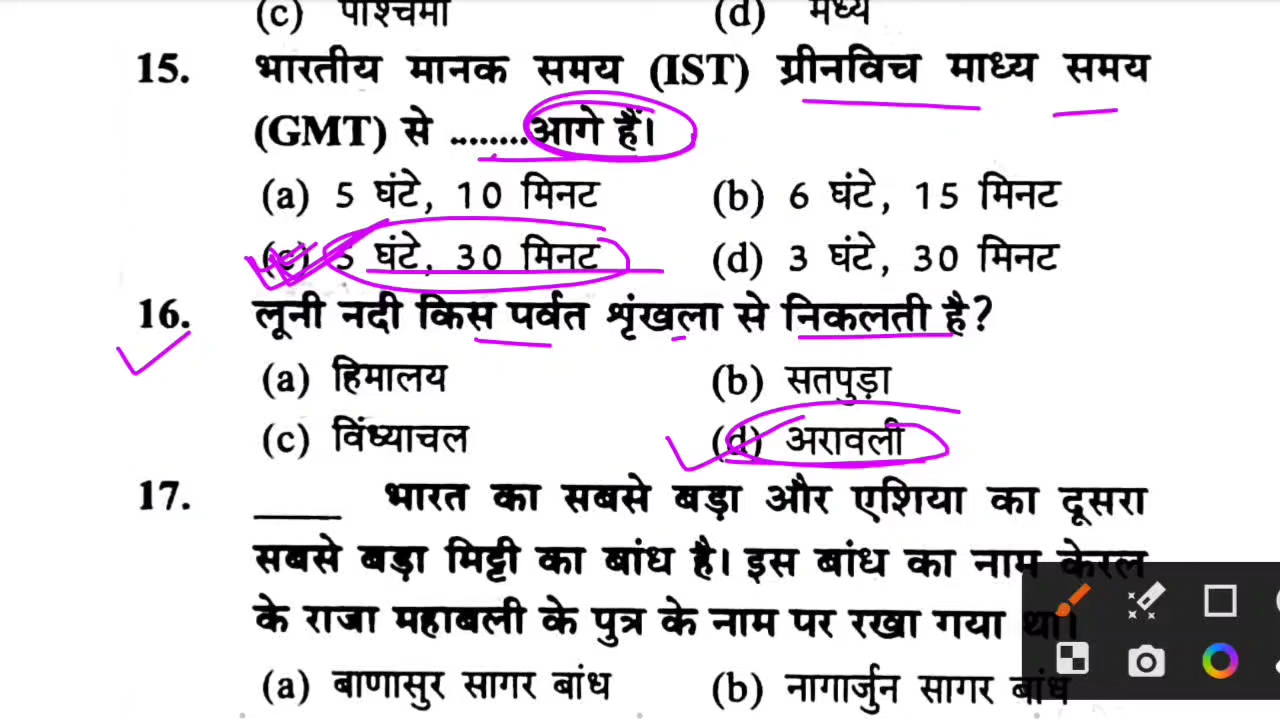 (c) पश्चिमी (d) मध्य
15. भारतीय मानक समय (IST) ग्रीनविच माध्य समय
(GMT) से ........आगे हैं।
(a) 5 घंटे, 10 मिनट (b) 6 घंटे, 15 मिनट
(c) 5 घंटे, 30 मिनट (d) 3 घंटे, 30 मिनट
16. लूनी नदी किस पर्वत श्रृंखला से निकलती है?
(a) हिमालय (b) सतपुड़ा
(c) विंध्याचल (d) अरावली
17. ____ भारत का सबसे बड़ा और एशिया का दूसरा
सबसे बड़ा मिट्टी का बांध है। इस बांध का नाम केरल
के राजा महाबली के पुत्र के नाम पर रखा गया था।
(a) बाणासुर सागर बांध (b) नागार्जुन सागर बांध